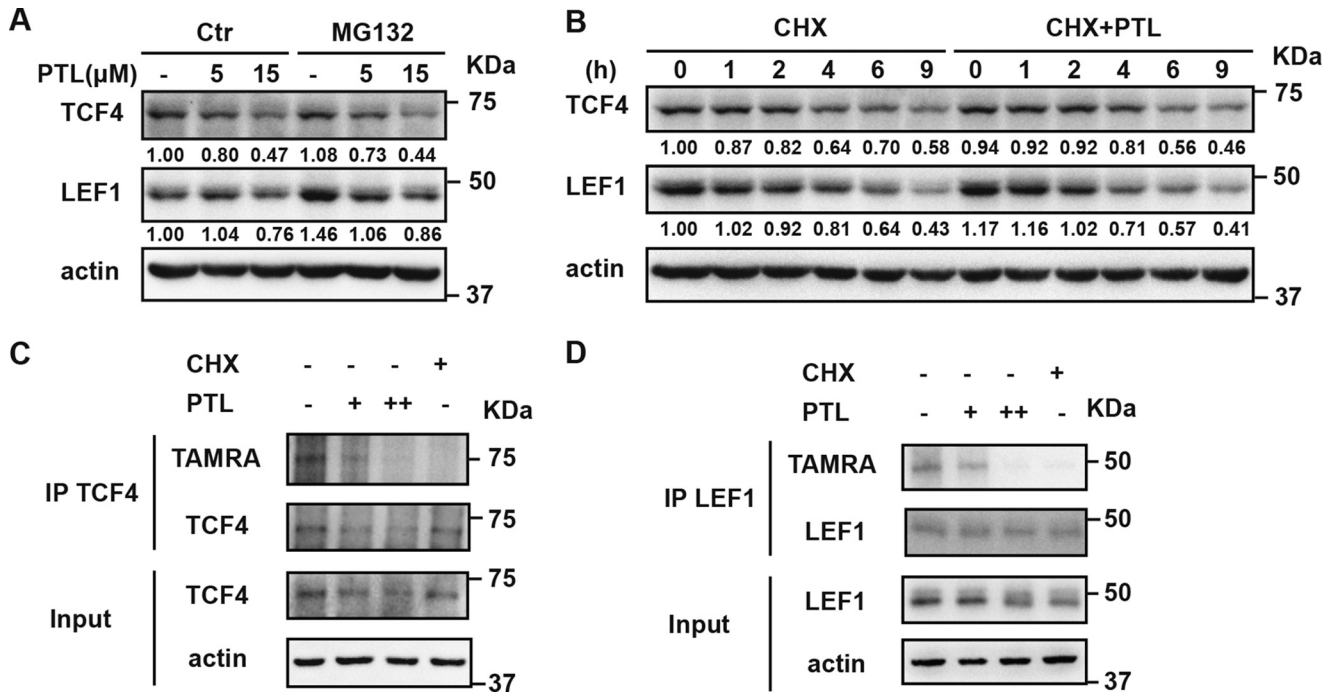 A
Ctr MG132
PTL(μM) - 5 15 - 5 15 KDa
TCF4 75
1.00 0.80 0.47 1.08 0.73 0.44
LEF1 50
1.00 1.04 0.76 1.46 1.06 0.86
actin 37
B
CHX CHX+PTL
(h) 0 1 2 4 6 9 0 1 2 4 6 9 KDa
TCF4 75
1.00 0.87 0.82 0.64 0.70 0.58 0.94 0.92 0.92 0.81 0.56 0.46
LEF1 50
1.00 1.02 0.92 0.81 0.64 0.43 1.17 1.16 1.02 0.71 0.57 0.41
actin 37
C
CHX - - - +
PTL - + ++ - KDa
IP TCF4
TAMRA 75
TCF4 75
Input
TCF4 75
actin 37
D
CHX - - - +
PTL - + ++ - KDa
IP LEF1
TAMRA 50
LEF1 50
Input
LEF1 50
actin 37